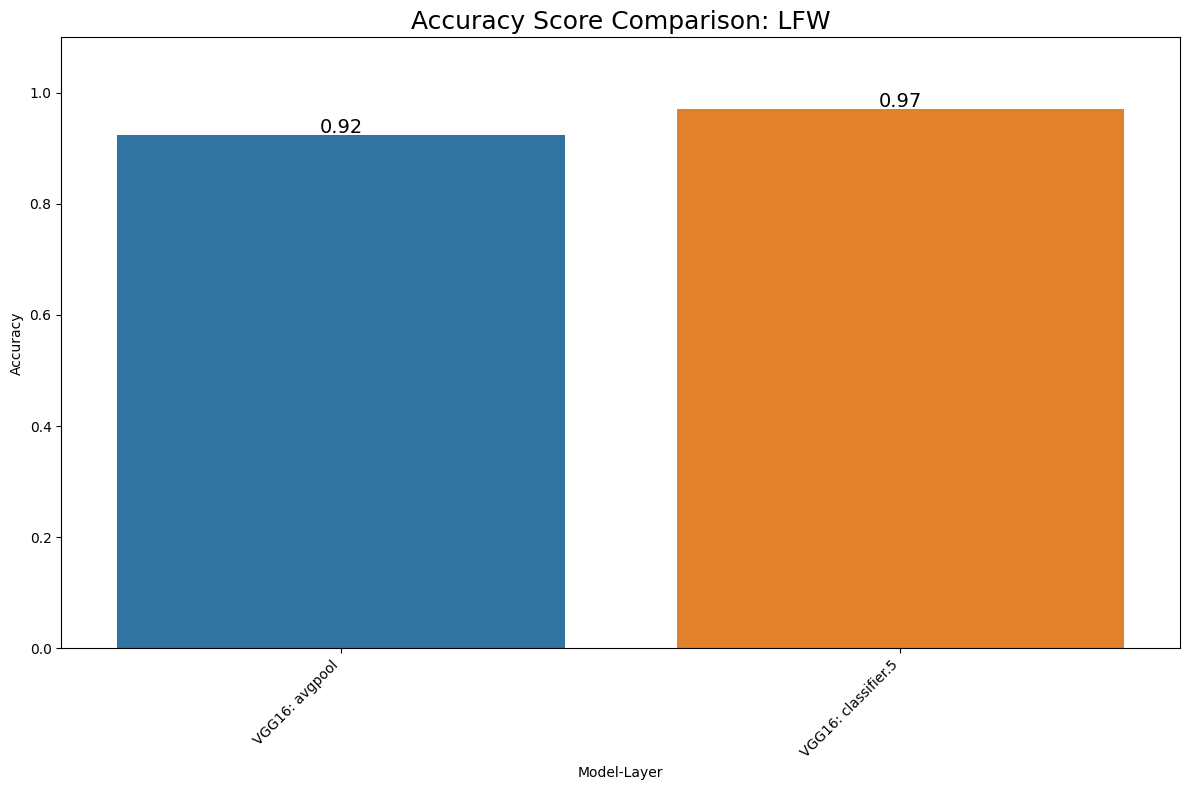 Accuracy Score Comparison: LFW
1.0
0.8
0.6
0.4
0.2
0.0
Accuracy
0.92
0.97
VGG16: avgpool
VGG16: classifier.5
Model-Layer